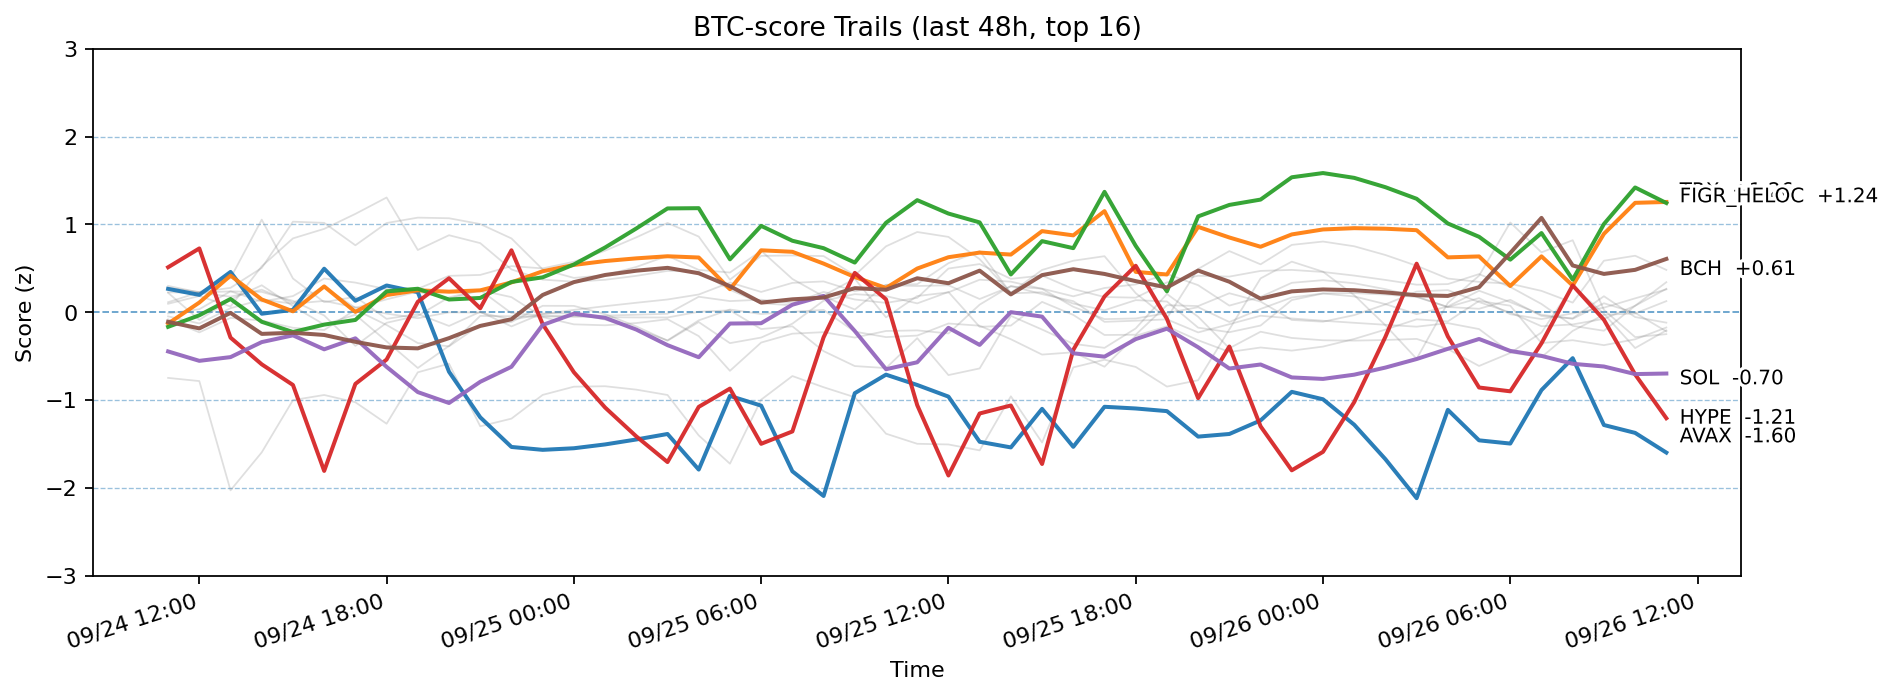 BTC-score Trails (last 48h, top 16)
Score (z)
3
2
1
0
−1
−2
−3
FIGR_HELOC +1.24
BCH +0.61
SOL -0.70
HYPE -1.21
AVAX -1.60
09/24 12:00
09/24 18:00
09/25 00:00
09/25 06:00
09/25 12:00
09/25 18:00
09/26 00:00
09/26 06:00
09/26 12:00
Time